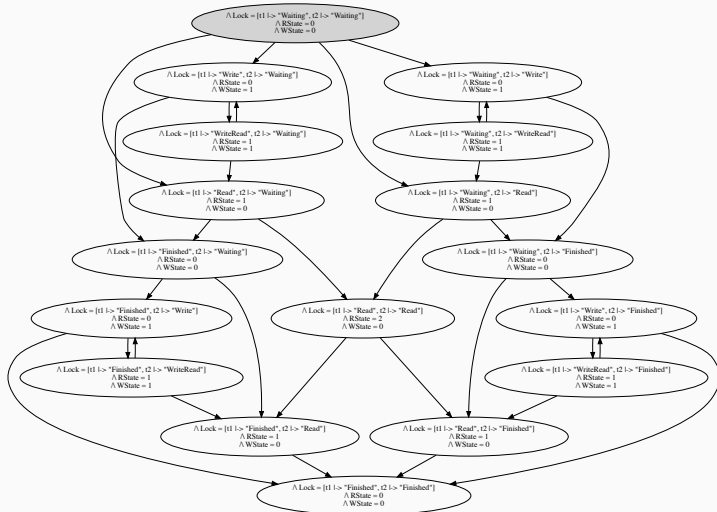 /\ Lock = [t1 |-> "Waiting", t2 |-> "Waiting"]
/\ RState = 0
/\ WState = 0
/\ Lock = [t1 |-> "Write", t2 |-> "Waiting"]
/\ RState = 0
/\ WState = 1
/\ Lock = [t1 |-> "Waiting", t2 |-> "Write"]
/\ RState = 0
/\ WState = 1
/\ Lock = [t1 |-> "WriteRead", t2 |-> "Waiting"]
/\ RState = 1
/\ WState = 1
/\ Lock = [t1 |-> "Waiting", t2 |-> "WriteRead"]
/\ RState = 1
/\ WState = 1
/\ Lock = [t1 |-> "Read", t2 |-> "Waiting"]
/\ RState = 1
/\ WState = 0
/\ Lock = [t1 |-> "Waiting", t2 |-> "Read"]
/\ RState = 1
/\ WState = 0
/\ Lock = [t1 |-> "Finished", t2 |-> "Waiting"]
/\ RState = 0
/\ WState = 0
/\ Lock = [t1 |-> "Waiting", t2 |-> "Finished"]
/\ RState = 0
/\ WState = 0
/\ Lock = [t1 |-> "Finished", t2 |-> "Write"]
/\ RState = 0
/\ WState = 1
/\ Lock = [t1 |-> "Read", t2 |-> "Read"]
/\ RState = 2
/\ WState = 0
/\ Lock = [t1 |-> "Write", t2 |-> "Finished"]
/\ RState = 0
/\ WState = 1
/\ Lock = [t1 |-> "Finished", t2 |-> "WriteRead"]
/\ RState = 1
/\ WState = 1
/\ Lock = [t1 |-> "WriteRead", t2 |-> "Finished"]
/\ RState = 1
/\ WState = 1
/\ Lock = [t1 |-> "Finished", t2 |-> "Read"]
/\ RState = 1
/\ WState = 0
/\ Lock = [t1 |-> "Read", t2 |-> "Finished"]
/\ RState = 1
/\ WState = 0
/\ Lock = [t1 |-> "Finished", t2 |-> "Finished"]
/\ RState = 0
/\ WState = 0